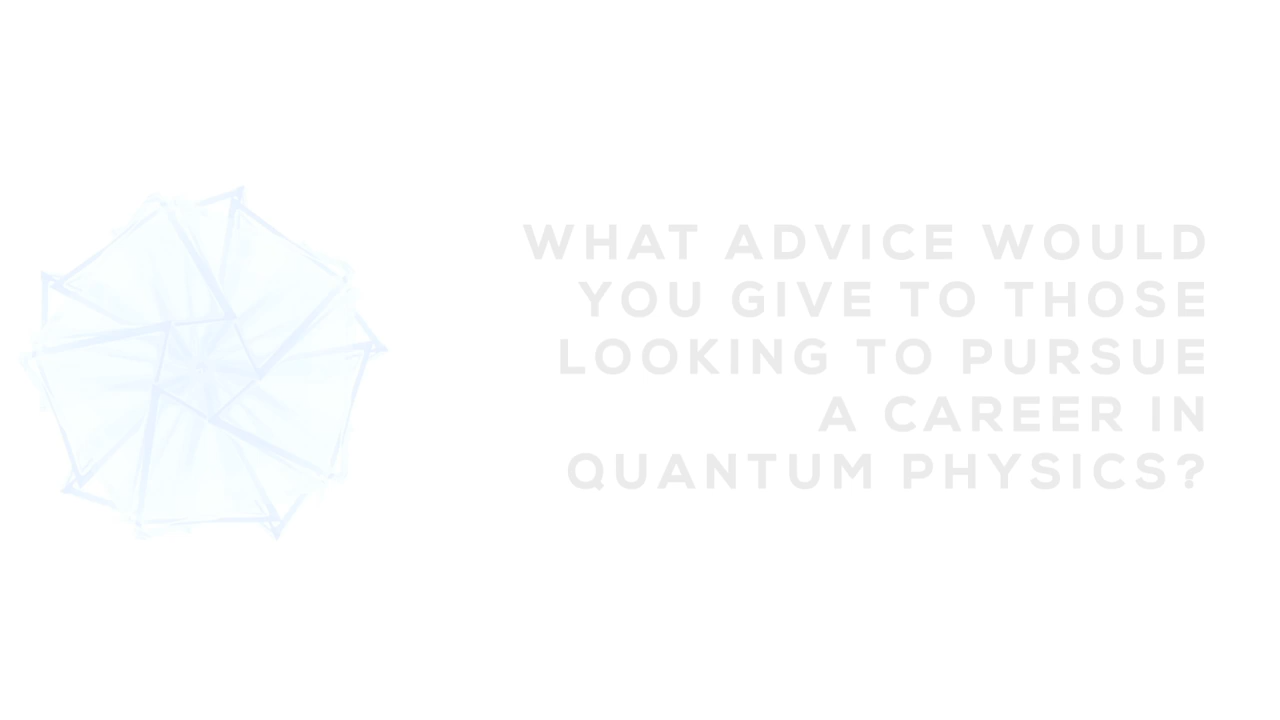 WHAT ADVICE WOULD
YOU GIVE TO THOSE
LOOKING TO PURSUE
A CAREER IN
QUANTUM PHYSICS?